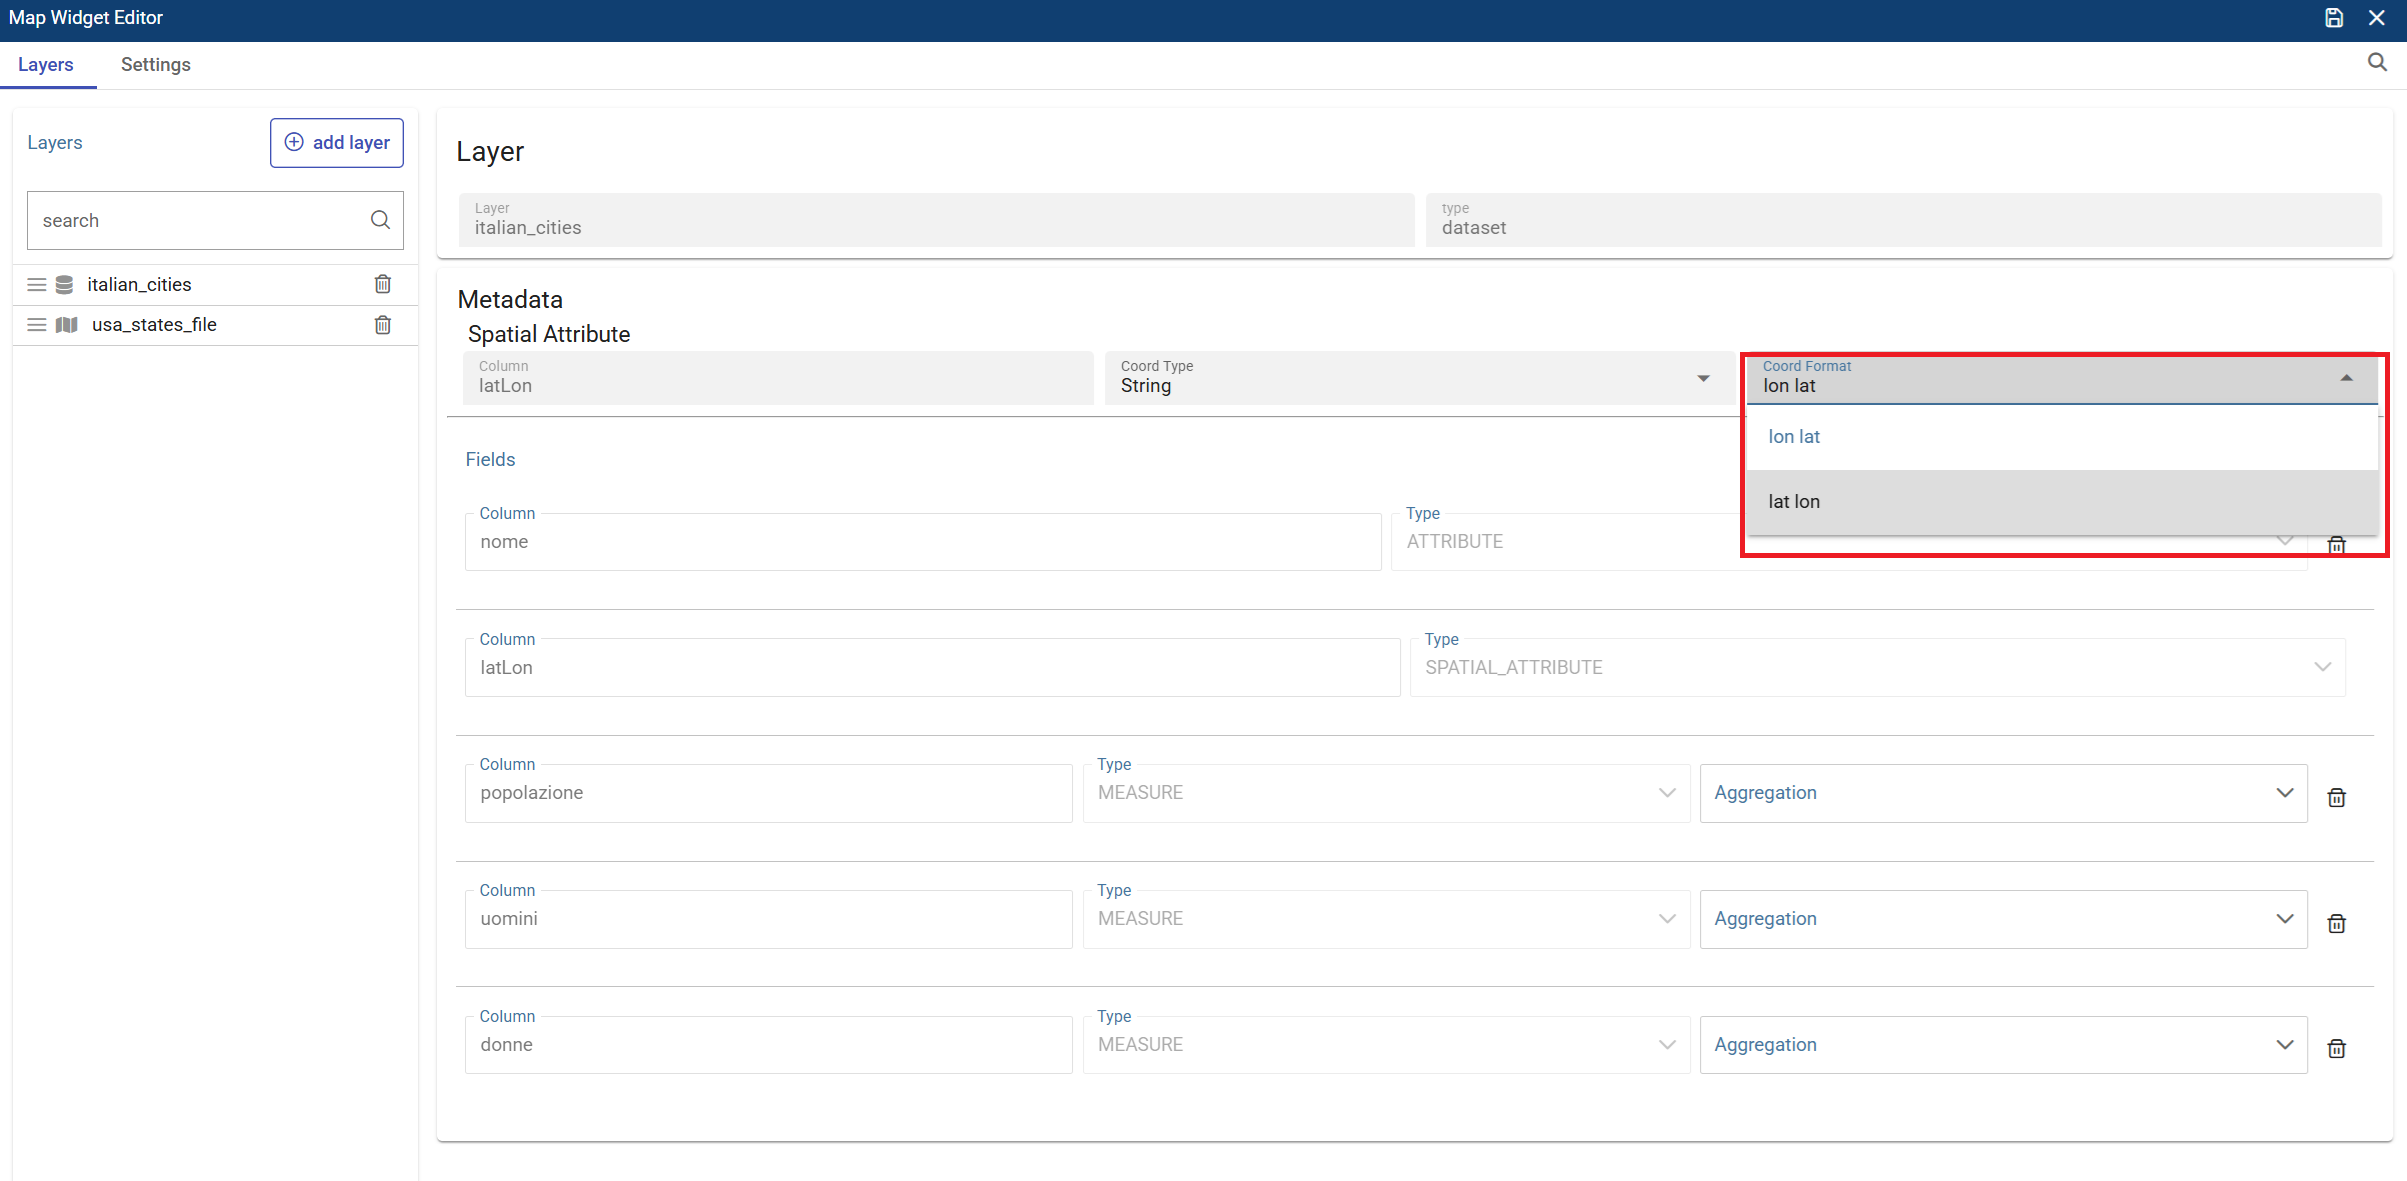 Map Widget Editor
Layers Settings
Layers
add layer
search
italian_cities
usa_states_file
Layer
Layer
italian_cities
type
dataset
Metadata
Spatial Attribute
Column
latLon
Coord Type
String
Coord Format
lon lat
lon lat
lat lon
Fields
Column
nome
Type
ATTRIBUTE
Column
latLon
Type
SPATIAL_ATTRIBUTE
Column
popolazione
Type
MEASURE
Aggregation
Column
uomini
Type
MEASURE
Aggregation
Column
donne
Type
MEASURE
Aggregation